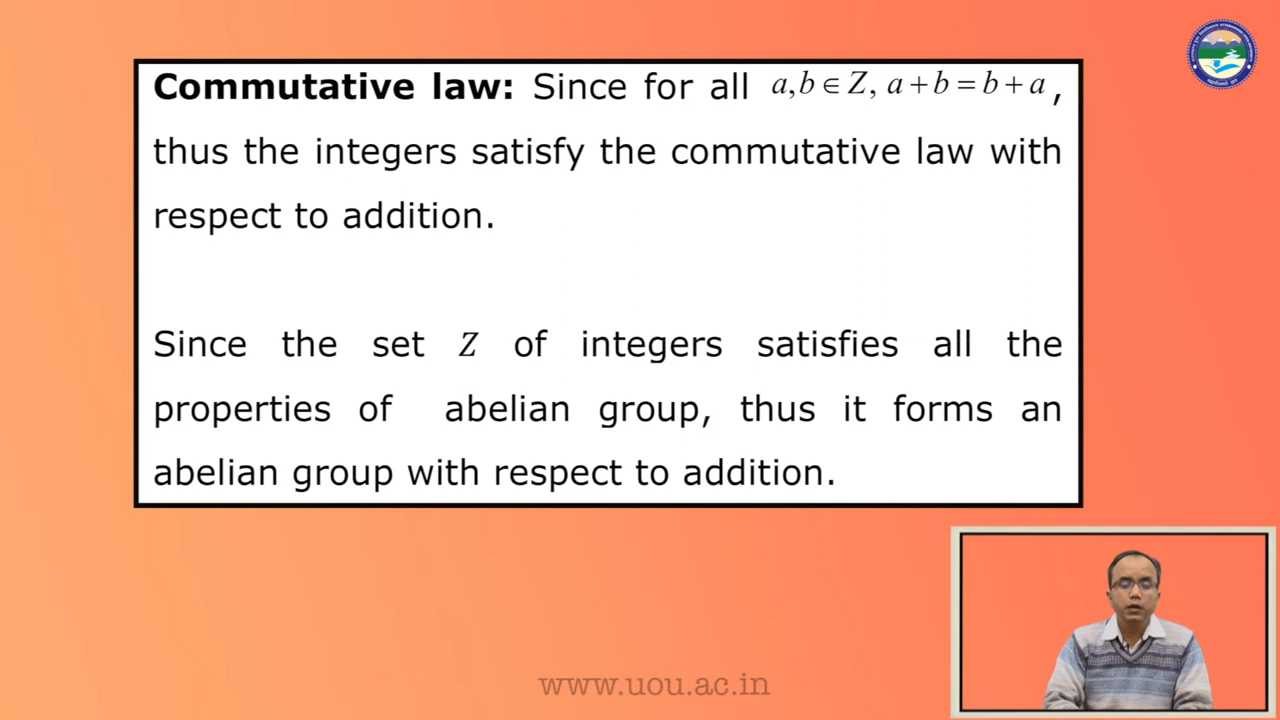 Commutative law: Since for all a,b ∈ Z, a + b = b + a ,
thus the integers satisfy the commutative law with
respect to addition.
Since the set Z of integers satisfies all the
properties of abelian group, thus it forms an
abelian group with respect to addition.
www.uou.ac.in